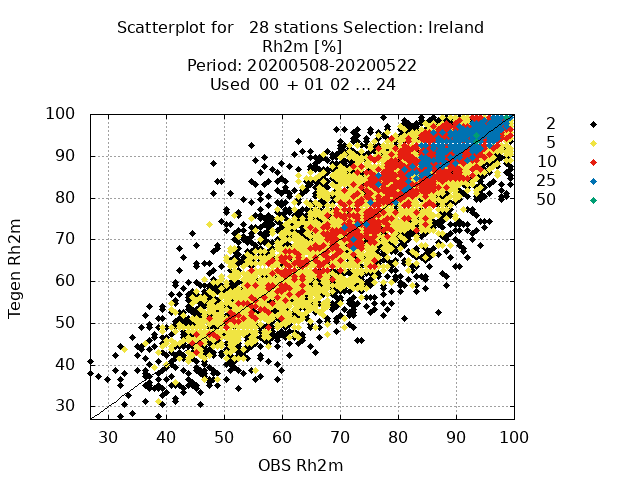 Scatterplot for 28 stations Selection: Ireland
Rh2m [%]
Period: 20200508-20200522
Used 00 + 01 02 ... 24
100
90
80
70
60
50
40
30
Tegen Rh2m
30 40 50 60 70 80 90 100
OBS Rh2m
2
5
10
25
50